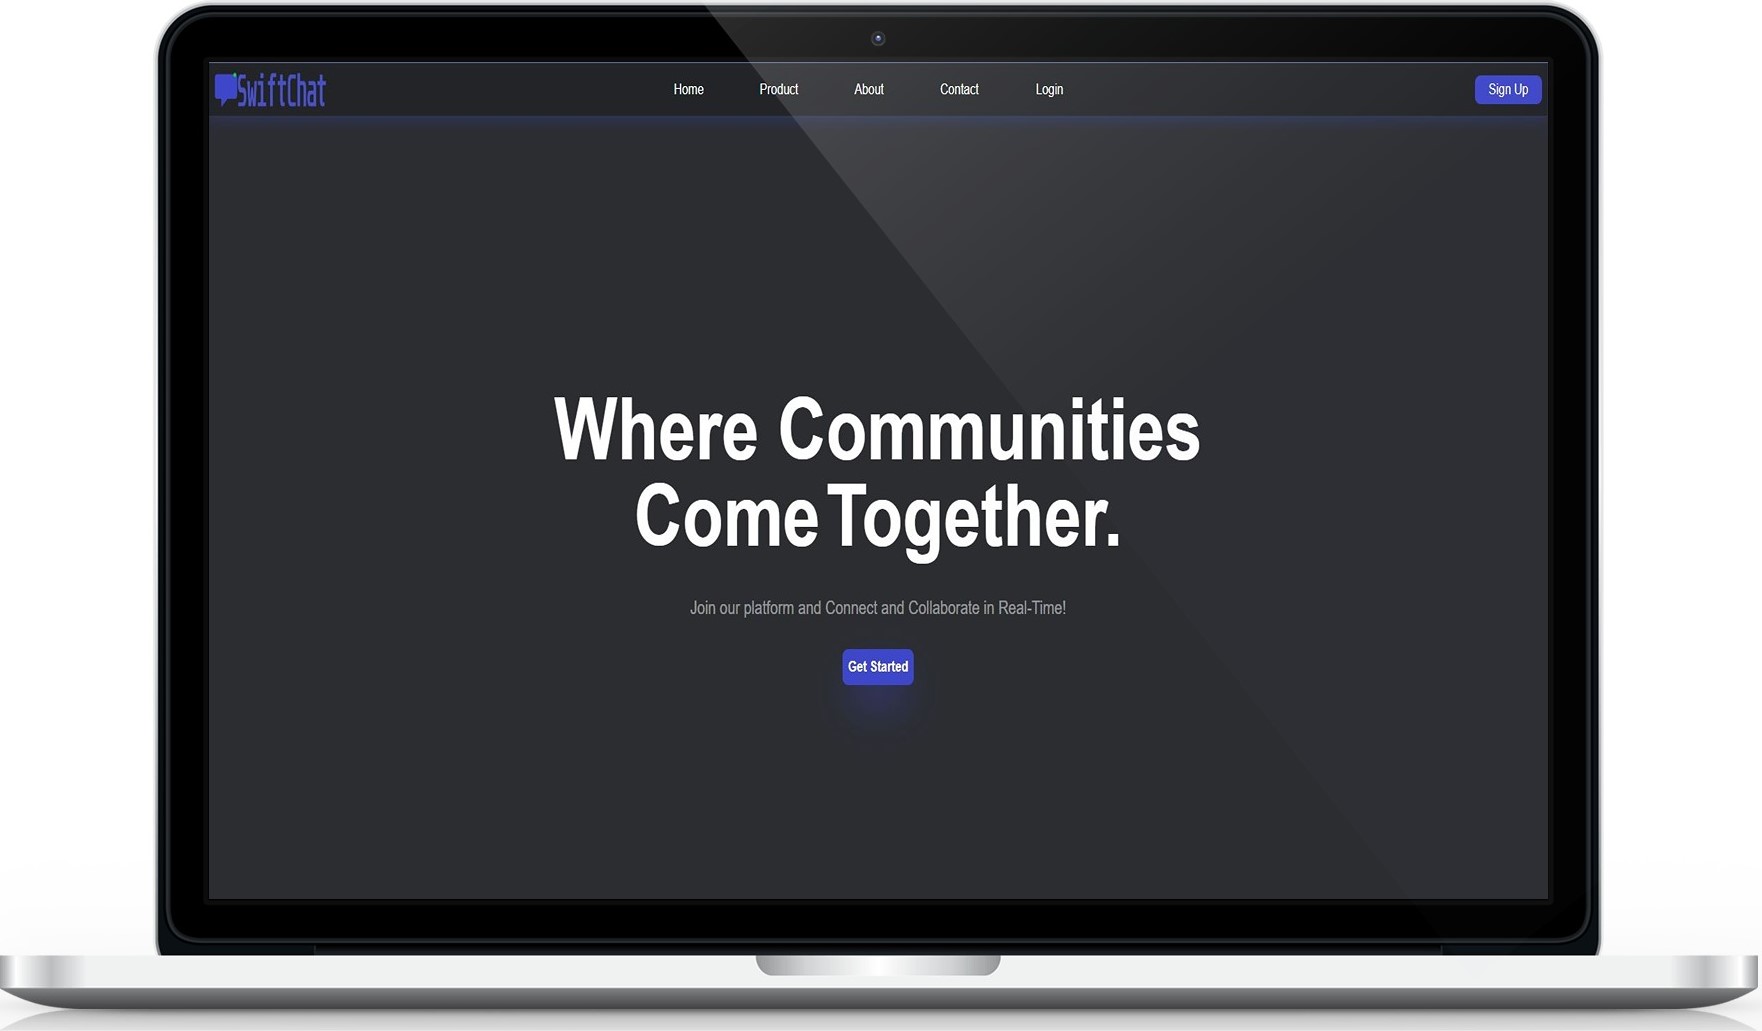 SwiftChat
Home Product About Contact Login Sign Up
Where Communities
Come Together.
Join our platform and Connect and Collaborate in Real-Time!
Get Started